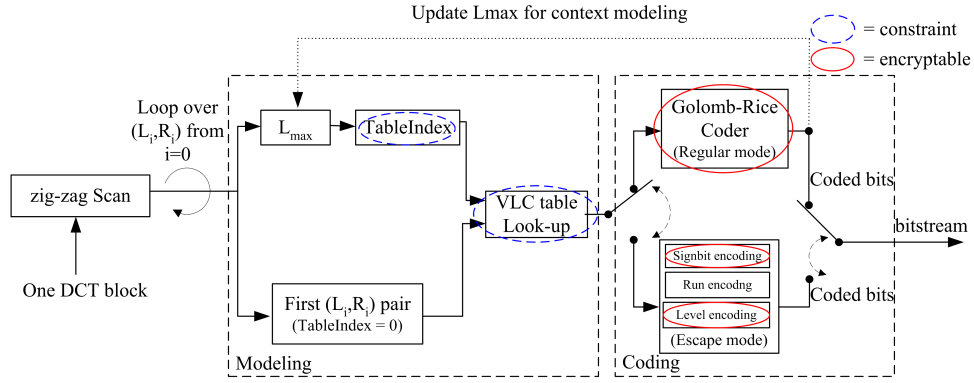 Update Lmax for context modeling
= constraint
= encryptable
Loop over
(Li,Ri) from
i=0
Lmax
TableIndex
Golomb-Rice
Coder
(Regular mode)
zig-zag Scan
VLC table
Look-up
Coded bits
bitstream
One DCT block
First (Li,Ri) pair
(TableIndex = 0)
Signbit encoding
Run encodng
Level encoding
(Escape mode)
Coded bits
Modeling
Coding